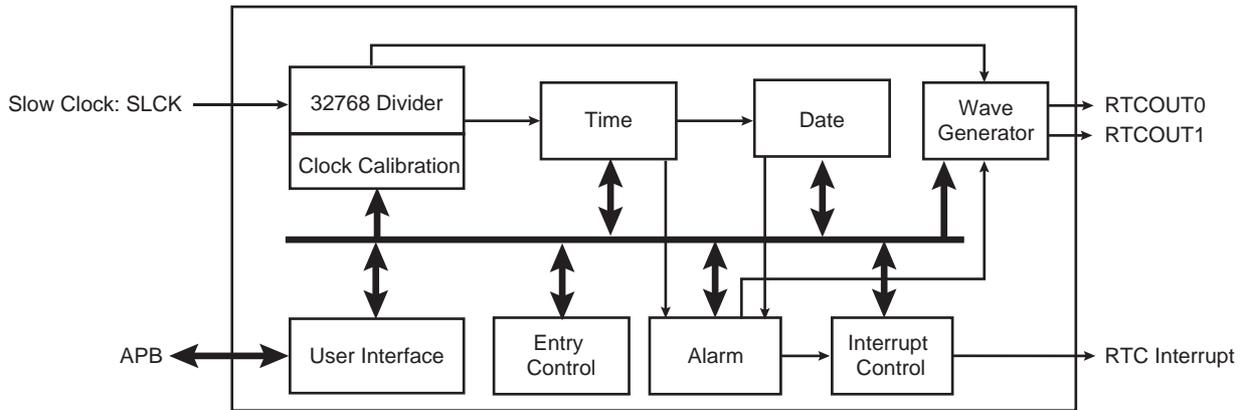 Slow Clock: SLCK
32768 Divider
Clock Calibration
Time
Date
Wave
Generator
RTCOUT0
RTCOUT1
APB
User Interface
Entry
Control
Alarm
Interrupt
Control
RTC Interrupt